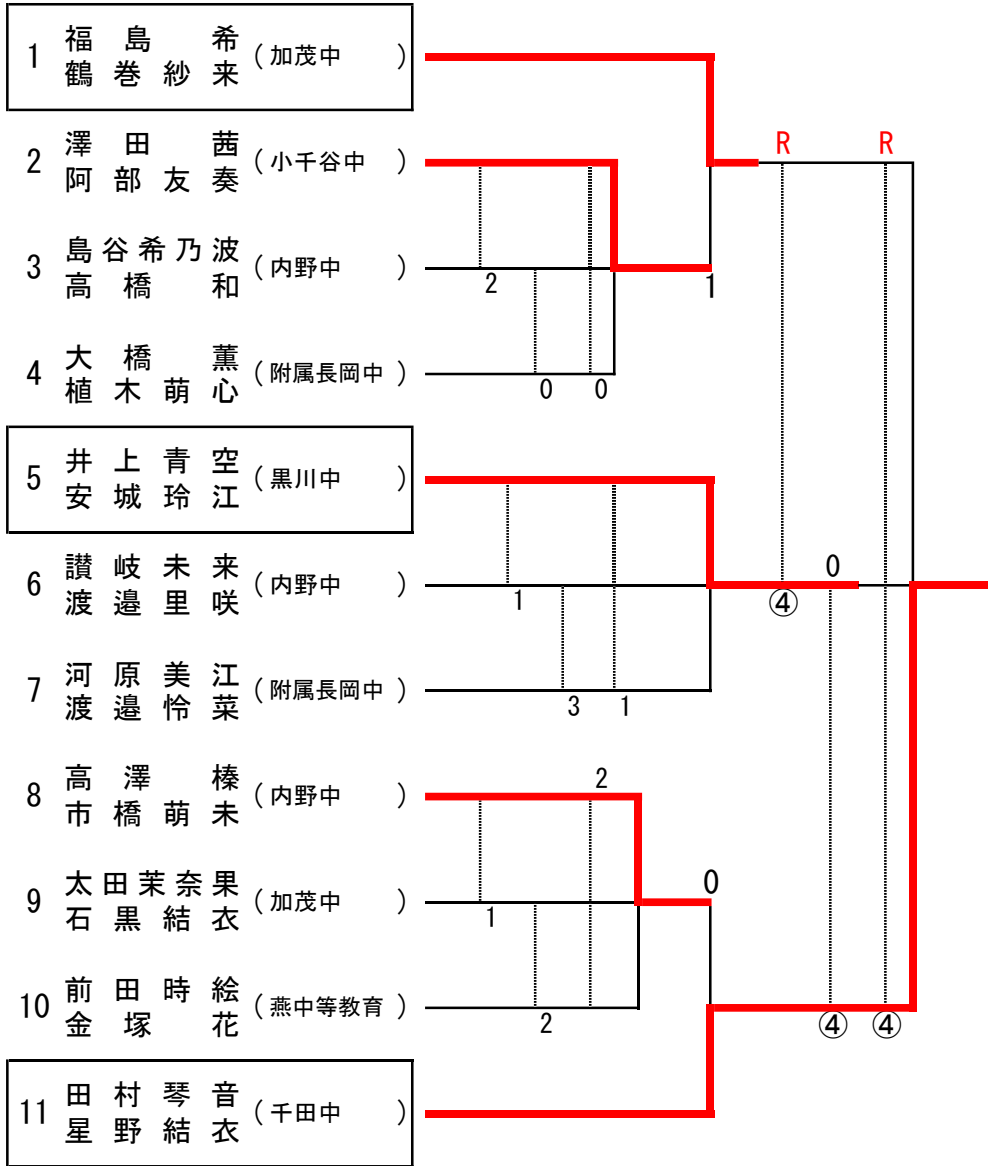 1 福島希 鶴巻紗来 (加茂中)
R R
2 澤田茜 阿部友奏 (小千谷中)
3 島谷希乃波 高橋和 (内野中)
2 1
4 大橋薫 植木萌心 (附属長岡中)
0 0
5 井上青空 安城玲江 (黒川中)
0
6 讃岐未来 渡邉里咲 (内野中)
1 ④
7 河原美江 渡邉怜菜 (附属長岡中)
3 1
8 高澤榛 市橋萌未 (内野中)
2
9 太田茉奈果 石黒結衣 (加茂中)
0
1
10 前田時絵 金塚花 (燕中等教育)
2 ④ ④
11 田村琴音 星野結衣 (千田中)